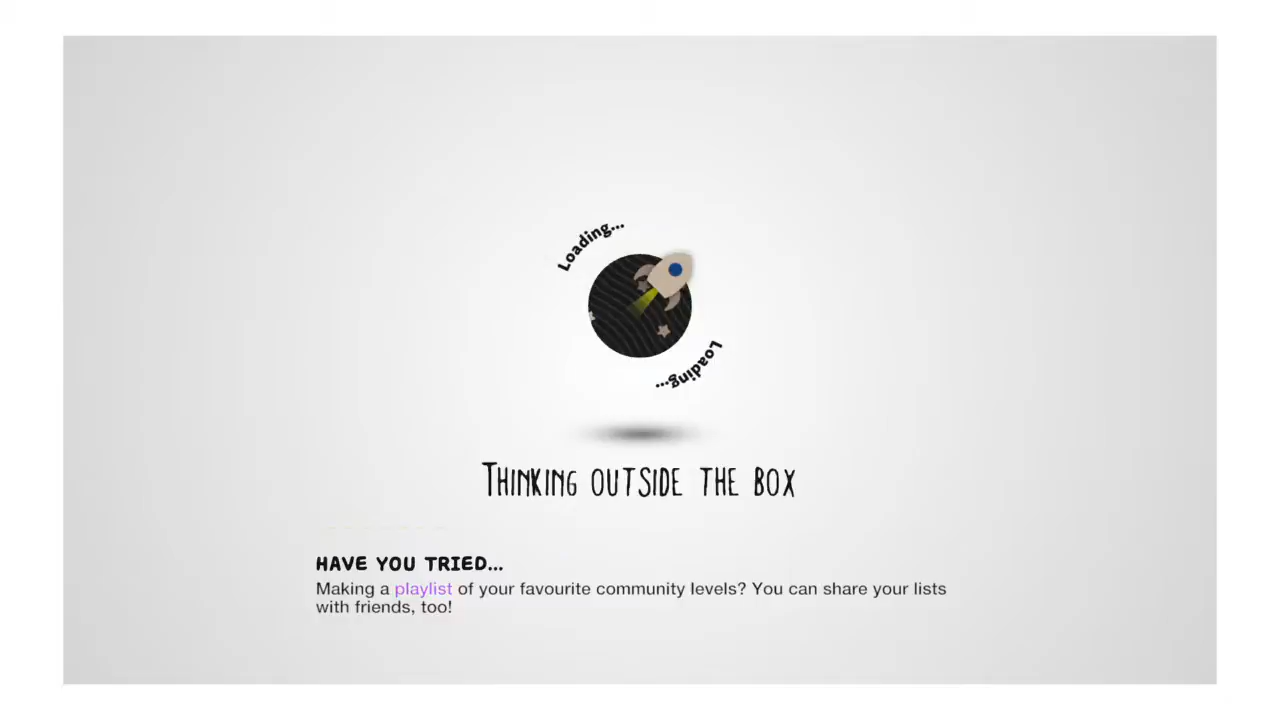 Loading...
Loading...
THINKING OUTSIDE THE BOX
HAVE YOU TRIED...
Making a playlist of your favourite community levels? You can share your lists
with friends, too!